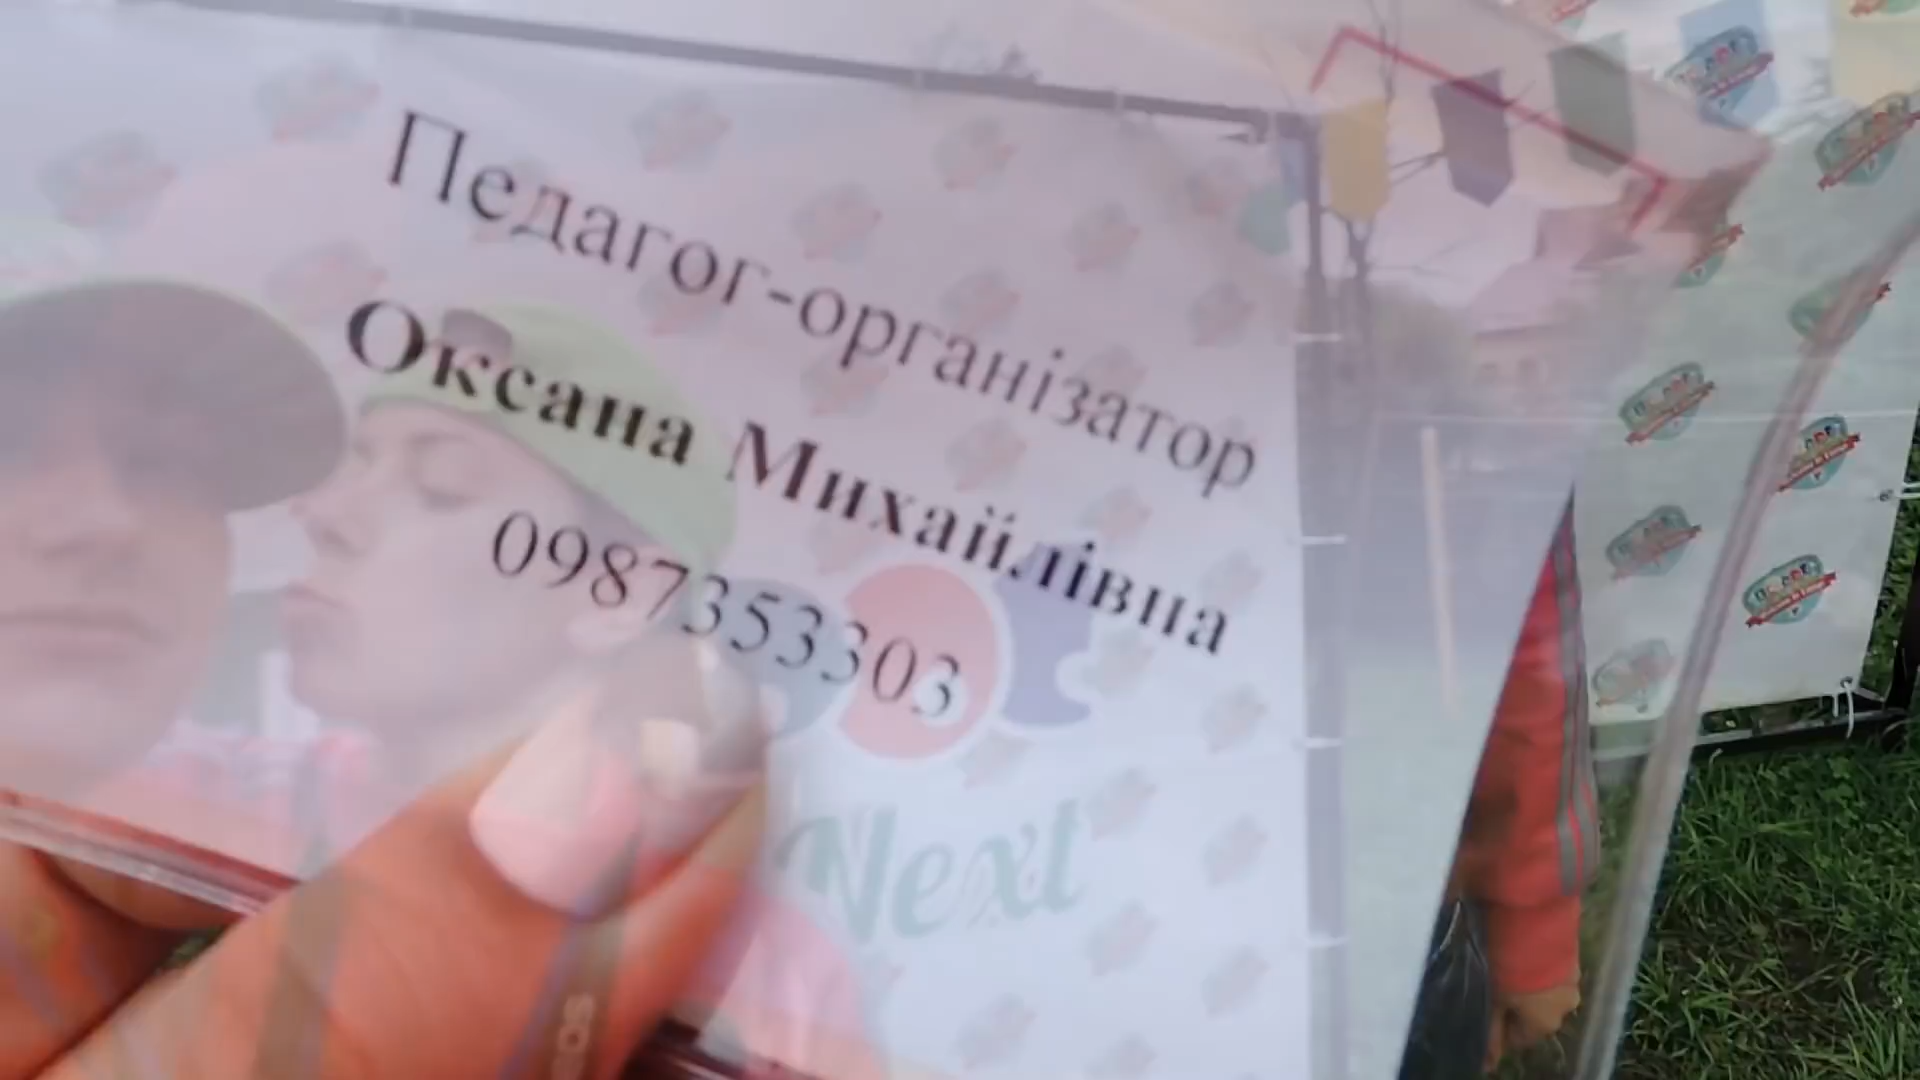 Педагог-організатор
Оксана Михайлівна
0987353303
Next